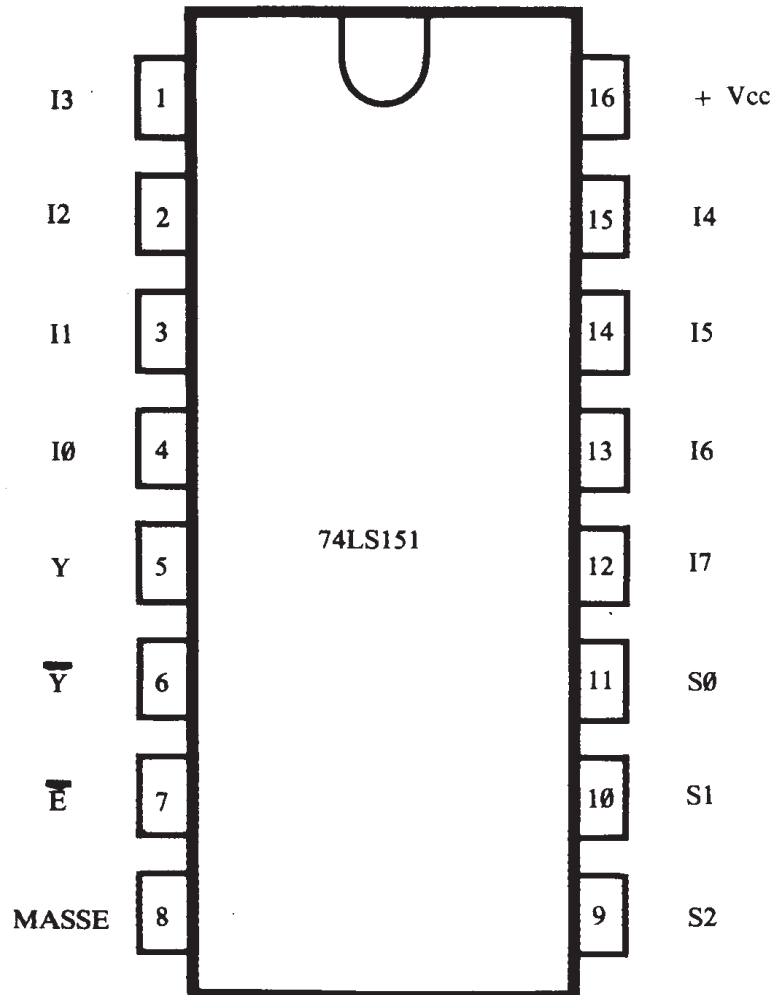 I3 1 16 + Vcc
I2 2 15 I4
I1 3 14 I5
IØ 4 13 I6
74LS151
Y 5 12 I7
Y̅ 6 11 SØ
E̅ 7 1Ø S1
MASSE 8 9 S2